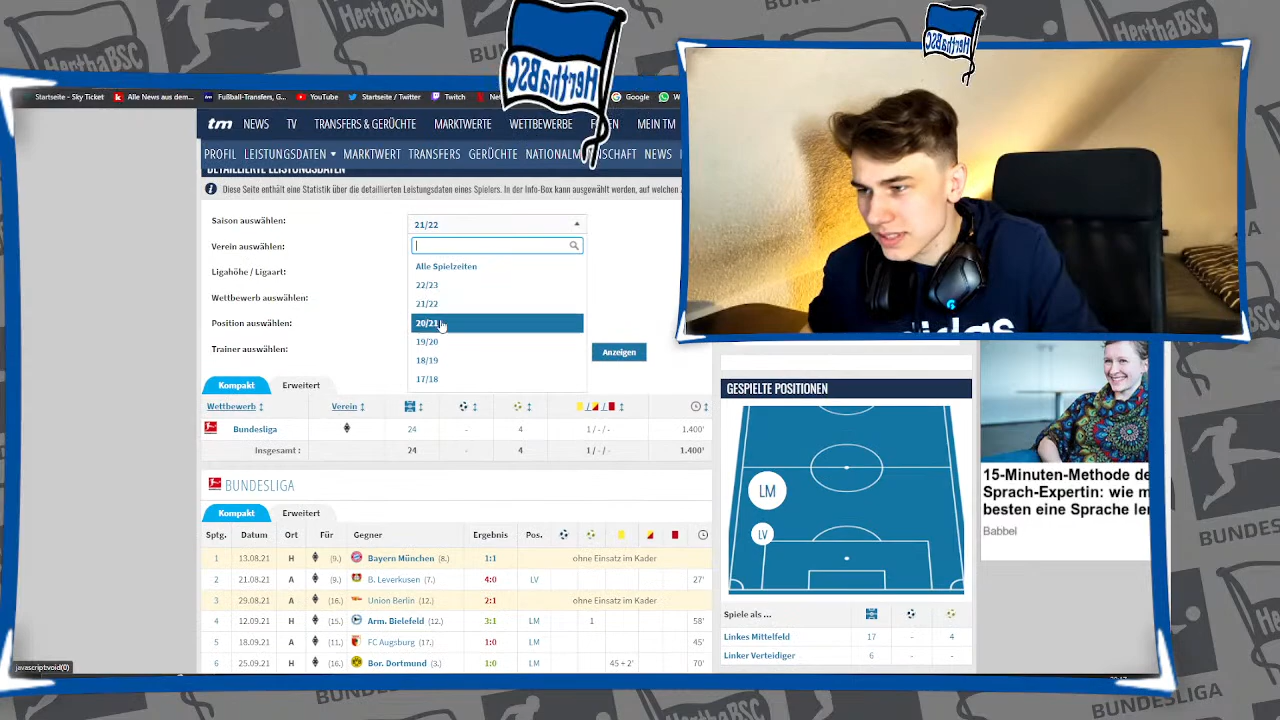 HerthaBSC
BUNDESLIGA
HerthaBSC
HerthaBSC
Startseite - Sky Ticket
Alle News aus dem...
Fußball-Transfers, G...
YouTube
Startseite / Twitter
Twitch
Google
tm NEWS TV TRANSFERS & GERÜCHTE MARKTWERTE WETTBEWERBE MEIN TM
PROFIL LEISTUNGSDATEN MARKTWERT TRANSFERS GERÜCHTE NEWS
DETAILLIERTE LEISTUNGSDATEN
Diese Seite enthält eine Statistik über die detaillierten Leistungsdaten eines Spielers. In der Info-Box kann ausgewählt werden, auf welchen
Saison auswählen: 21/22
Verein auswählen:
Alle Spielzeiten
Ligahöhe / Ligaart:
22/23
Wettbewerb auswählen:
21/22
Position auswählen:
20/21
19/20
Trainer auswählen:
Anzeigen
18/19
17/18
Kompakt Erweitert
Wettbewerb Verein
Bundesliga 24 - 4 1 / - / - 1.400'
Insgesamt : 24 - 4 1 / - / - 1.400'
BUNDESLIGA
Kompakt Erweitert
Sptg. Datum Ort Für Gegner Ergebnis Pos.
1 13.08.21 H (9.) Bayern München (8.) 1:1 ohne Einsatz im Kader
2 21.08.21 A (9.) B. Leverkusen (7.) 4:0 LV 27'
3 29.08.21 A (16.) Union Berlin (12.) 2:1 ohne Einsatz im Kader
4 12.09.21 H (15.) Arm. Bielefeld (12.) 3:1 LM 1 58'
5 18.09.21 A (11.) FC Augsburg (17.) 1:0 LM 45'
6 25.09.21 H (16.) Bor. Dortmund (3.) 1:0 LM 45 + 2' 70'
javascript:void(0)
GESPIELTE POSITIONEN
LM
LV
Spiele als ...
Linkes Mittelfeld 17 - 4
Linker Verteidiger 6 - -
adidas
15-Minuten-Methode de
Sprach-Expertin: wie m
besten eine Sprache ler
Babbel
BUNDESLIGA